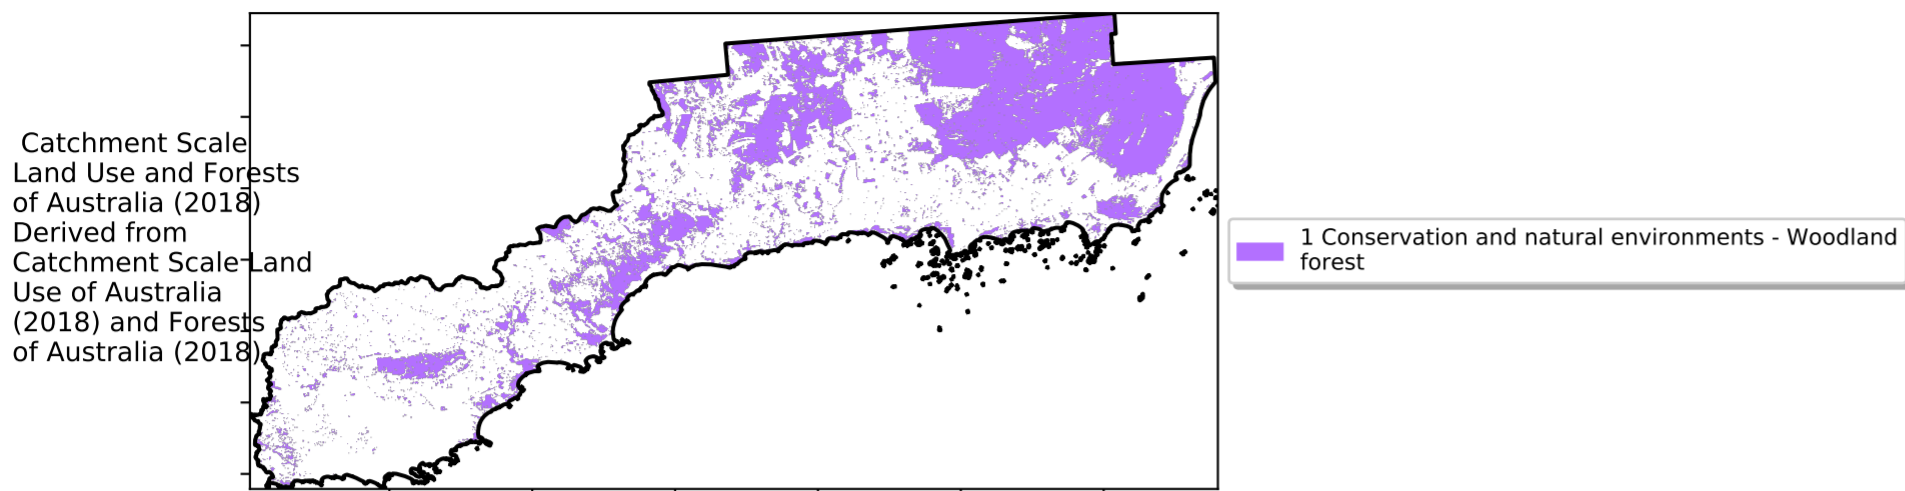 Catchment Scale
Land Use and Forests
of Australia (2018)
Derived from
Catchment Scale Land
Use of Australia
(2018) and Forests
of Australia (2018)
1 Conservation and natural environments - Woodland
forest